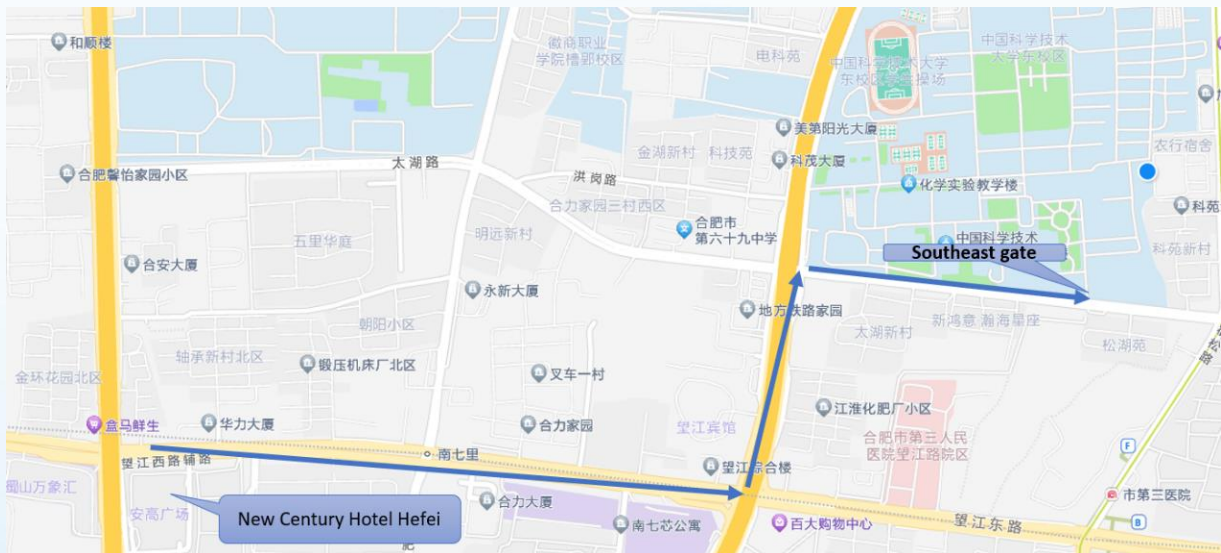 和顺楼
徽商职业
学院槽郢校区
电科苑
中国科学技术大学
东校区学生操场
中国科学技术
大学东校区
美第阳光大厦
金湖新村
科技苑
科茂大厦
农行宿舍
太湖路
合肥馨怡家园小区
洪岗路
化学实验教学楼
合力家园三村西区
科苑
合肥市
第六十九中学
明远新村
五里华庭
中国科学技术
Southeast gate
科苑新村
合安大厦
永新大厦
地方铁路家园
朝阳小区
太湖新村
新鸿意·瀚海星座
松湖苑
松
路
轴承新村北区
锻压机床厂北区
金环花园北区
叉车一村
江淮化肥厂小区
盒马鲜生
华力大厦
合力家园
望江宾馆
合肥市第三人民
医院望江路院区
南七里
望江西路辅路
望江综合楼
F
蜀山万象汇
市第三医院
安高广场
New Century Hotel Hefei
合力大厦
南七芯公寓
百大购物中心
望江东路
B
肥